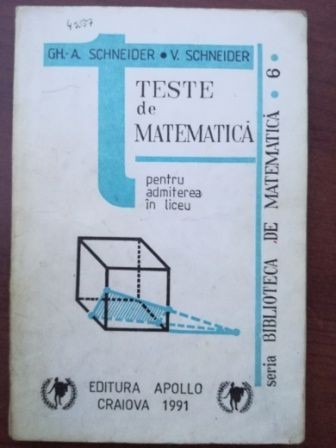 4257
GH.-A. SCHNEIDER • V. SCHNEIDER
t
TESTE
de
MATEMATICĂ
pentru
admiterea
în liceu
seria BIBLIOTECA DE MATEMATICĂ • 6 •
EDITURA APOLLO
CRAIOVA 1991